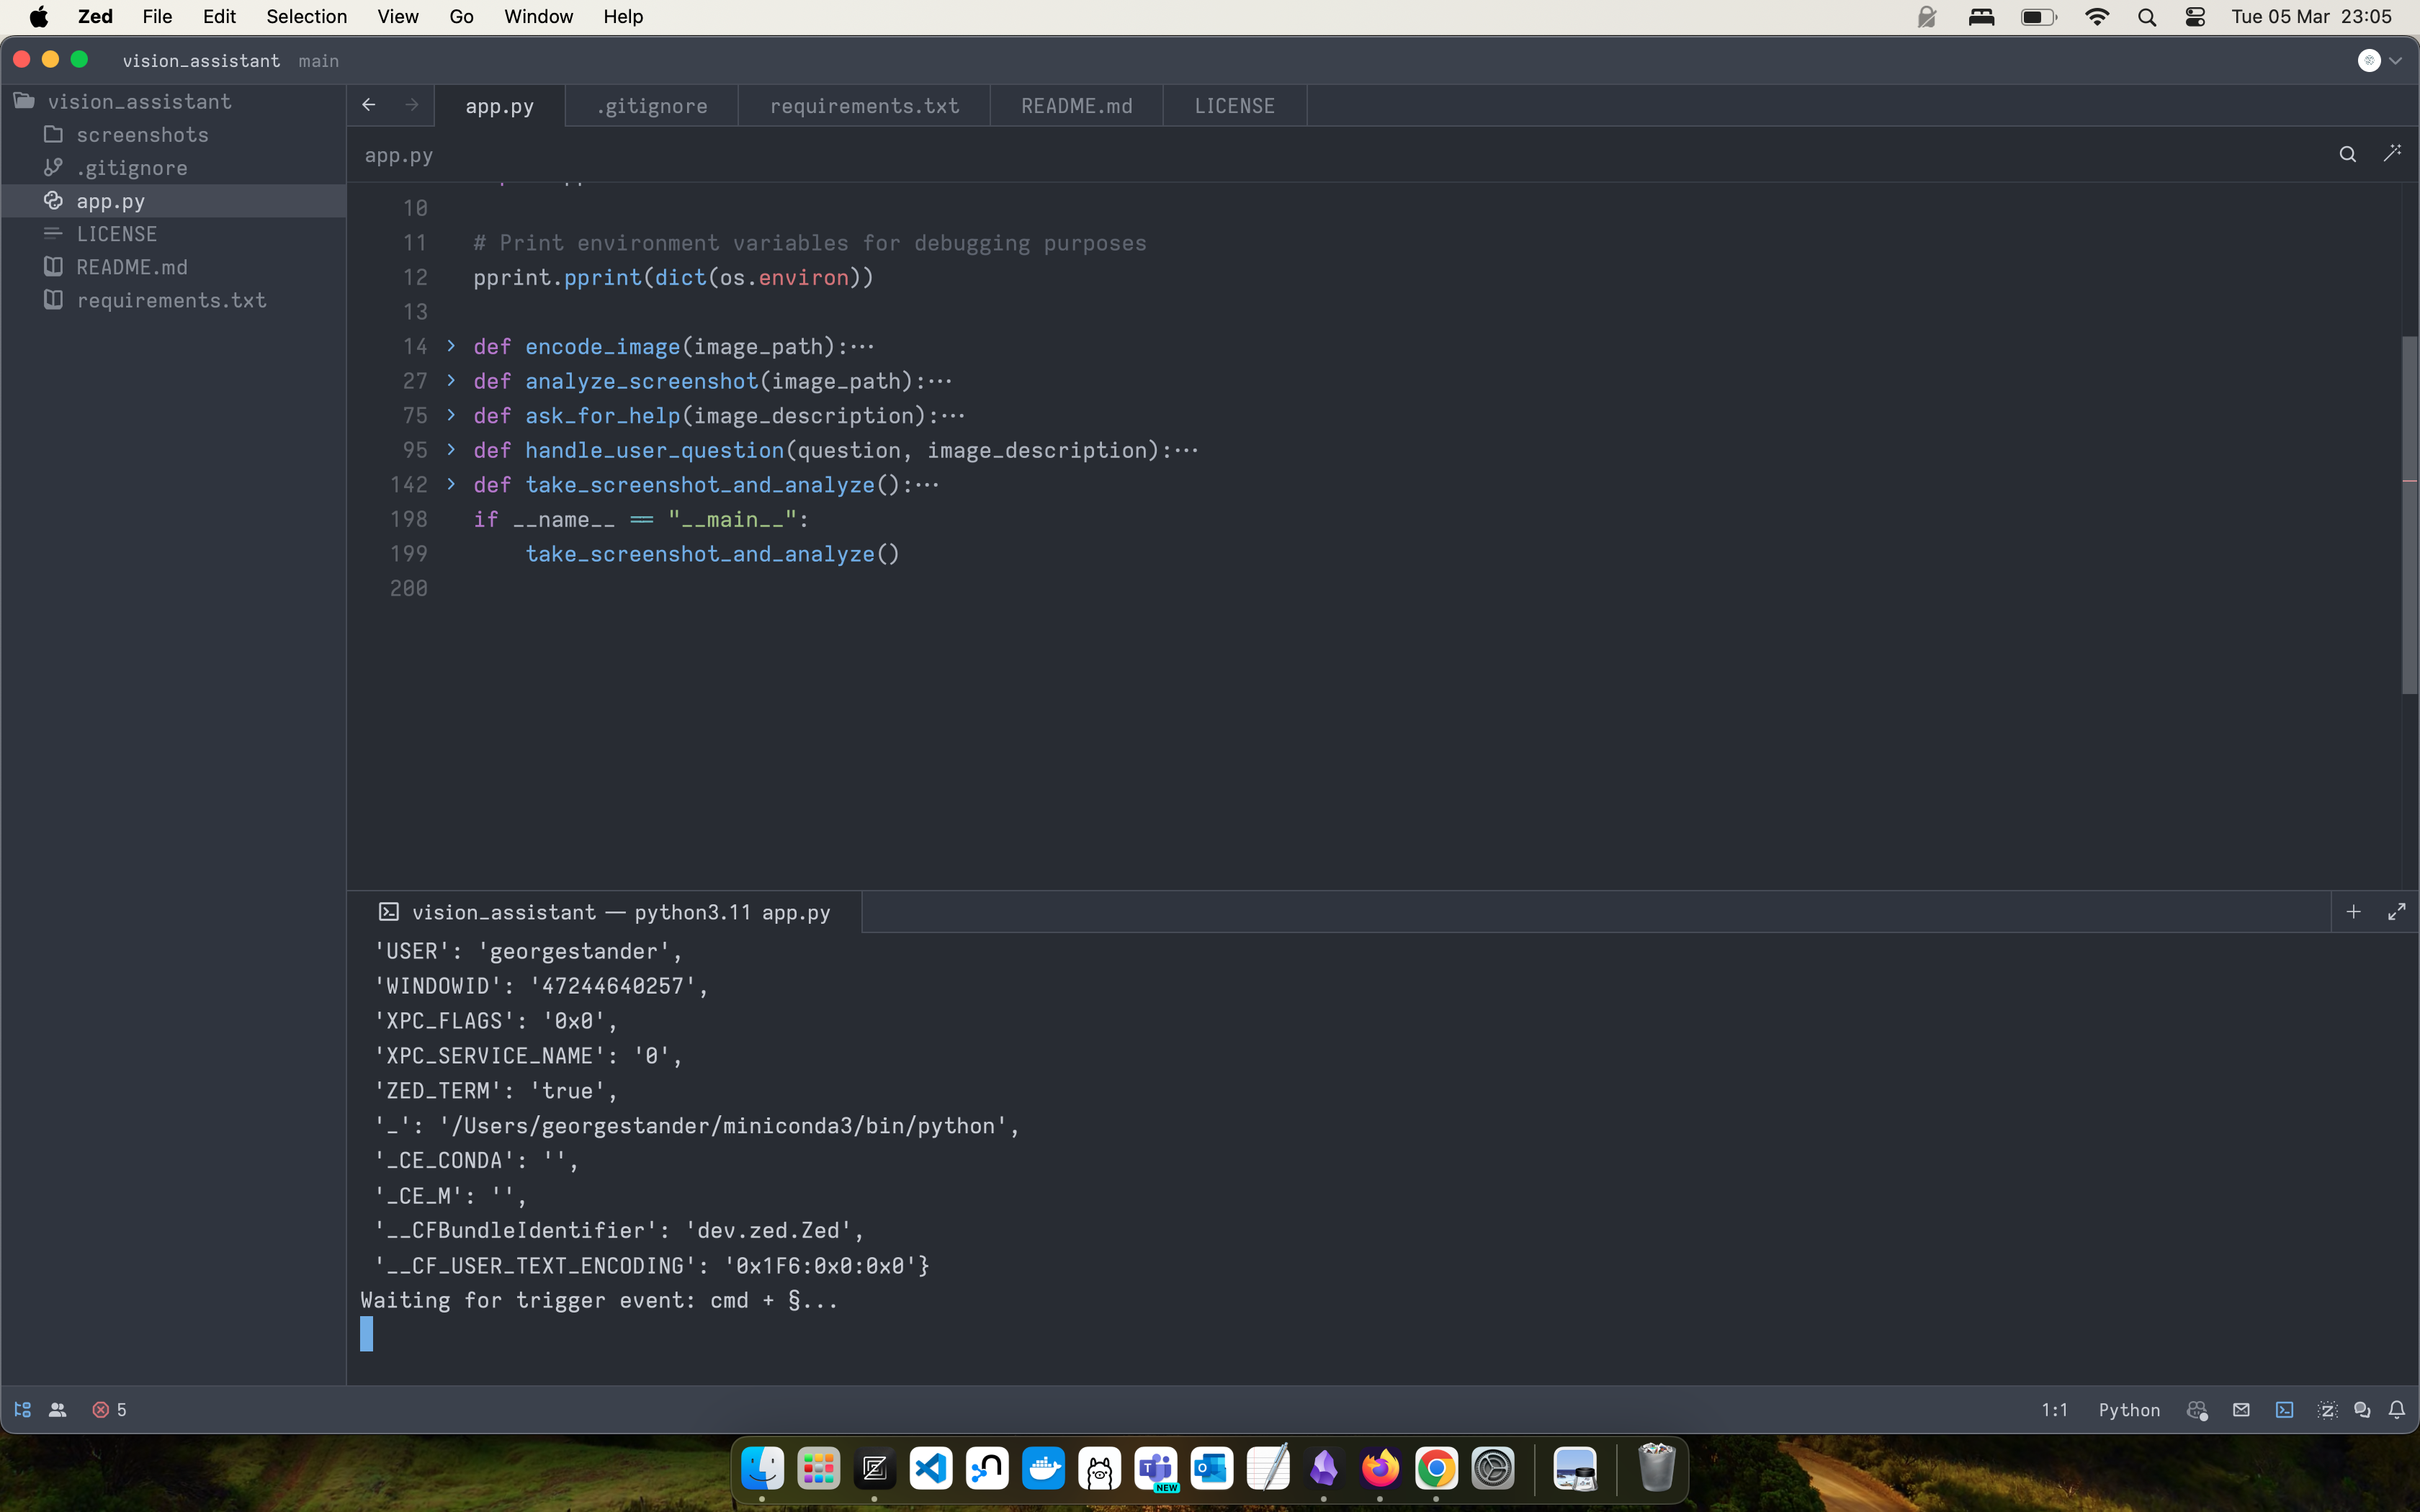 Zed File Edit Selection View Go Window Help Tue 05 Mar 23:05
vision_assistant main
vision_assistant
screenshots
.gitignore
app.py
LICENSE
README.md
requirements.txt
app.py .gitignore requirements.txt README.md LICENSE
app.py
10
11 # Print environment variables for debugging purposes
12 pprint.pprint(dict(os.environ))
13
14 def encode_image(image_path):⋯
27 def analyze_screenshot(image_path):⋯
75 def ask_for_help(image_description):⋯
95 def handle_user_question(question, image_description):⋯
142 def take_screenshot_and_analyze():⋯
198 if __name__ == "__main__":
199 take_screenshot_and_analyze()
200
vision_assistant — python3.11 app.py
'USER': 'georgestander',
'WINDOWID': '47244640257',
'XPC_FLAGS': '0x0',
'XPC_SERVICE_NAME': '0',
'ZED_TERM': 'true',
'_': '/Users/georgestander/miniconda3/bin/python',
'_CE_CONDA': '',
'_CE_M': '',
'__CFBundleIdentifier': 'dev.zed.Zed',
'__CF_USER_TEXT_ENCODING': '0x1F6:0x0:0x0'}
Waiting for trigger event: cmd + §...
5 1:1 Python
NEW